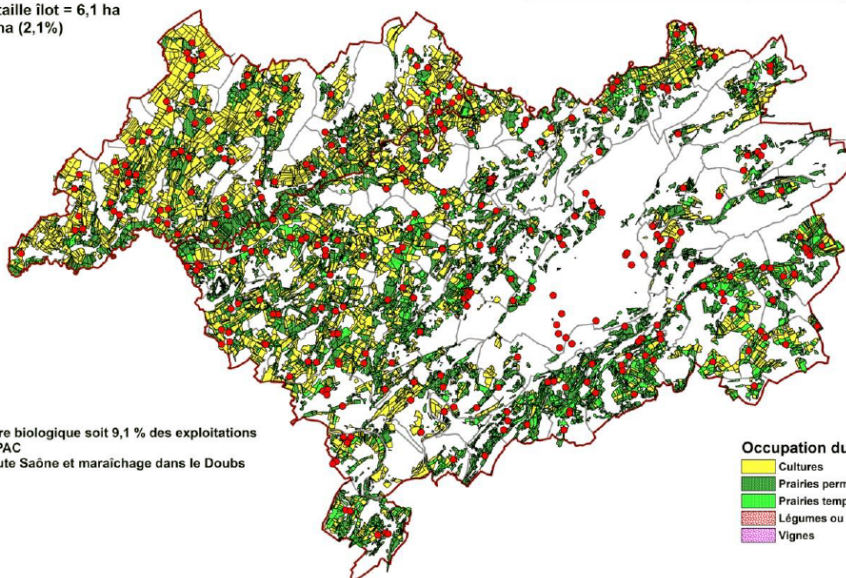 taille îlot = 6,1 ha
ha (2,1%)
re biologique soit 9,1 % des exploitations
PAC
ute Saône et maraîchage dans le Doubs
Occupation du
Cultures
Prairies perm
Prairies temp
Légumes ou
Vignes